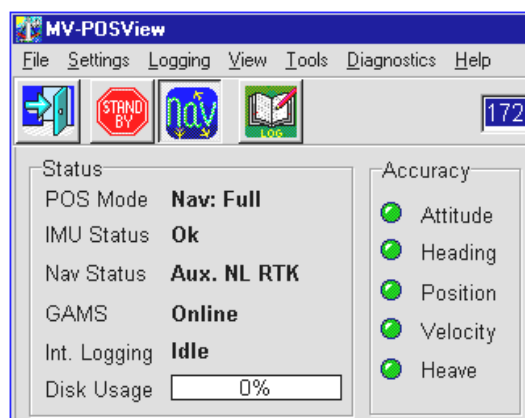 MV-POSView
File Settings Logging View Tools Diagnostics Help
STAND BY nav LOG 172
Status
POS Mode Nav: Full
IMU Status Ok
Nav Status Aux. NL RTK
GAMS Online
Int. Logging Idle
Disk Usage 0%
Accuracy
Attitude
Heading
Position
Velocity
Heave